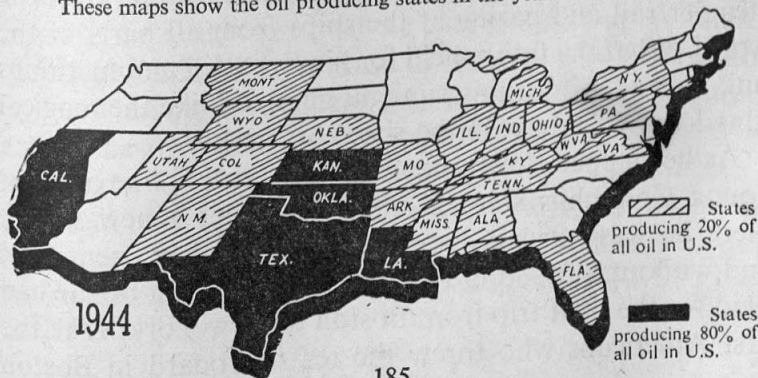 These maps show the oil producing states in the
MONT.
WYO
NEB.
UTAH
COL
CAL.
KAN.
OKLA.
N.M.
TEX.
MO
ARK
LA.
MISS.
ALA
TENN.
KY
ILL.
IND
OHIO
MICH.
W.VA
VA
PA.
N.Y.
FLA.
States
producing 20% of
all oil in U.S.
States
producing 80% of
all oil in U.S.
1944
185